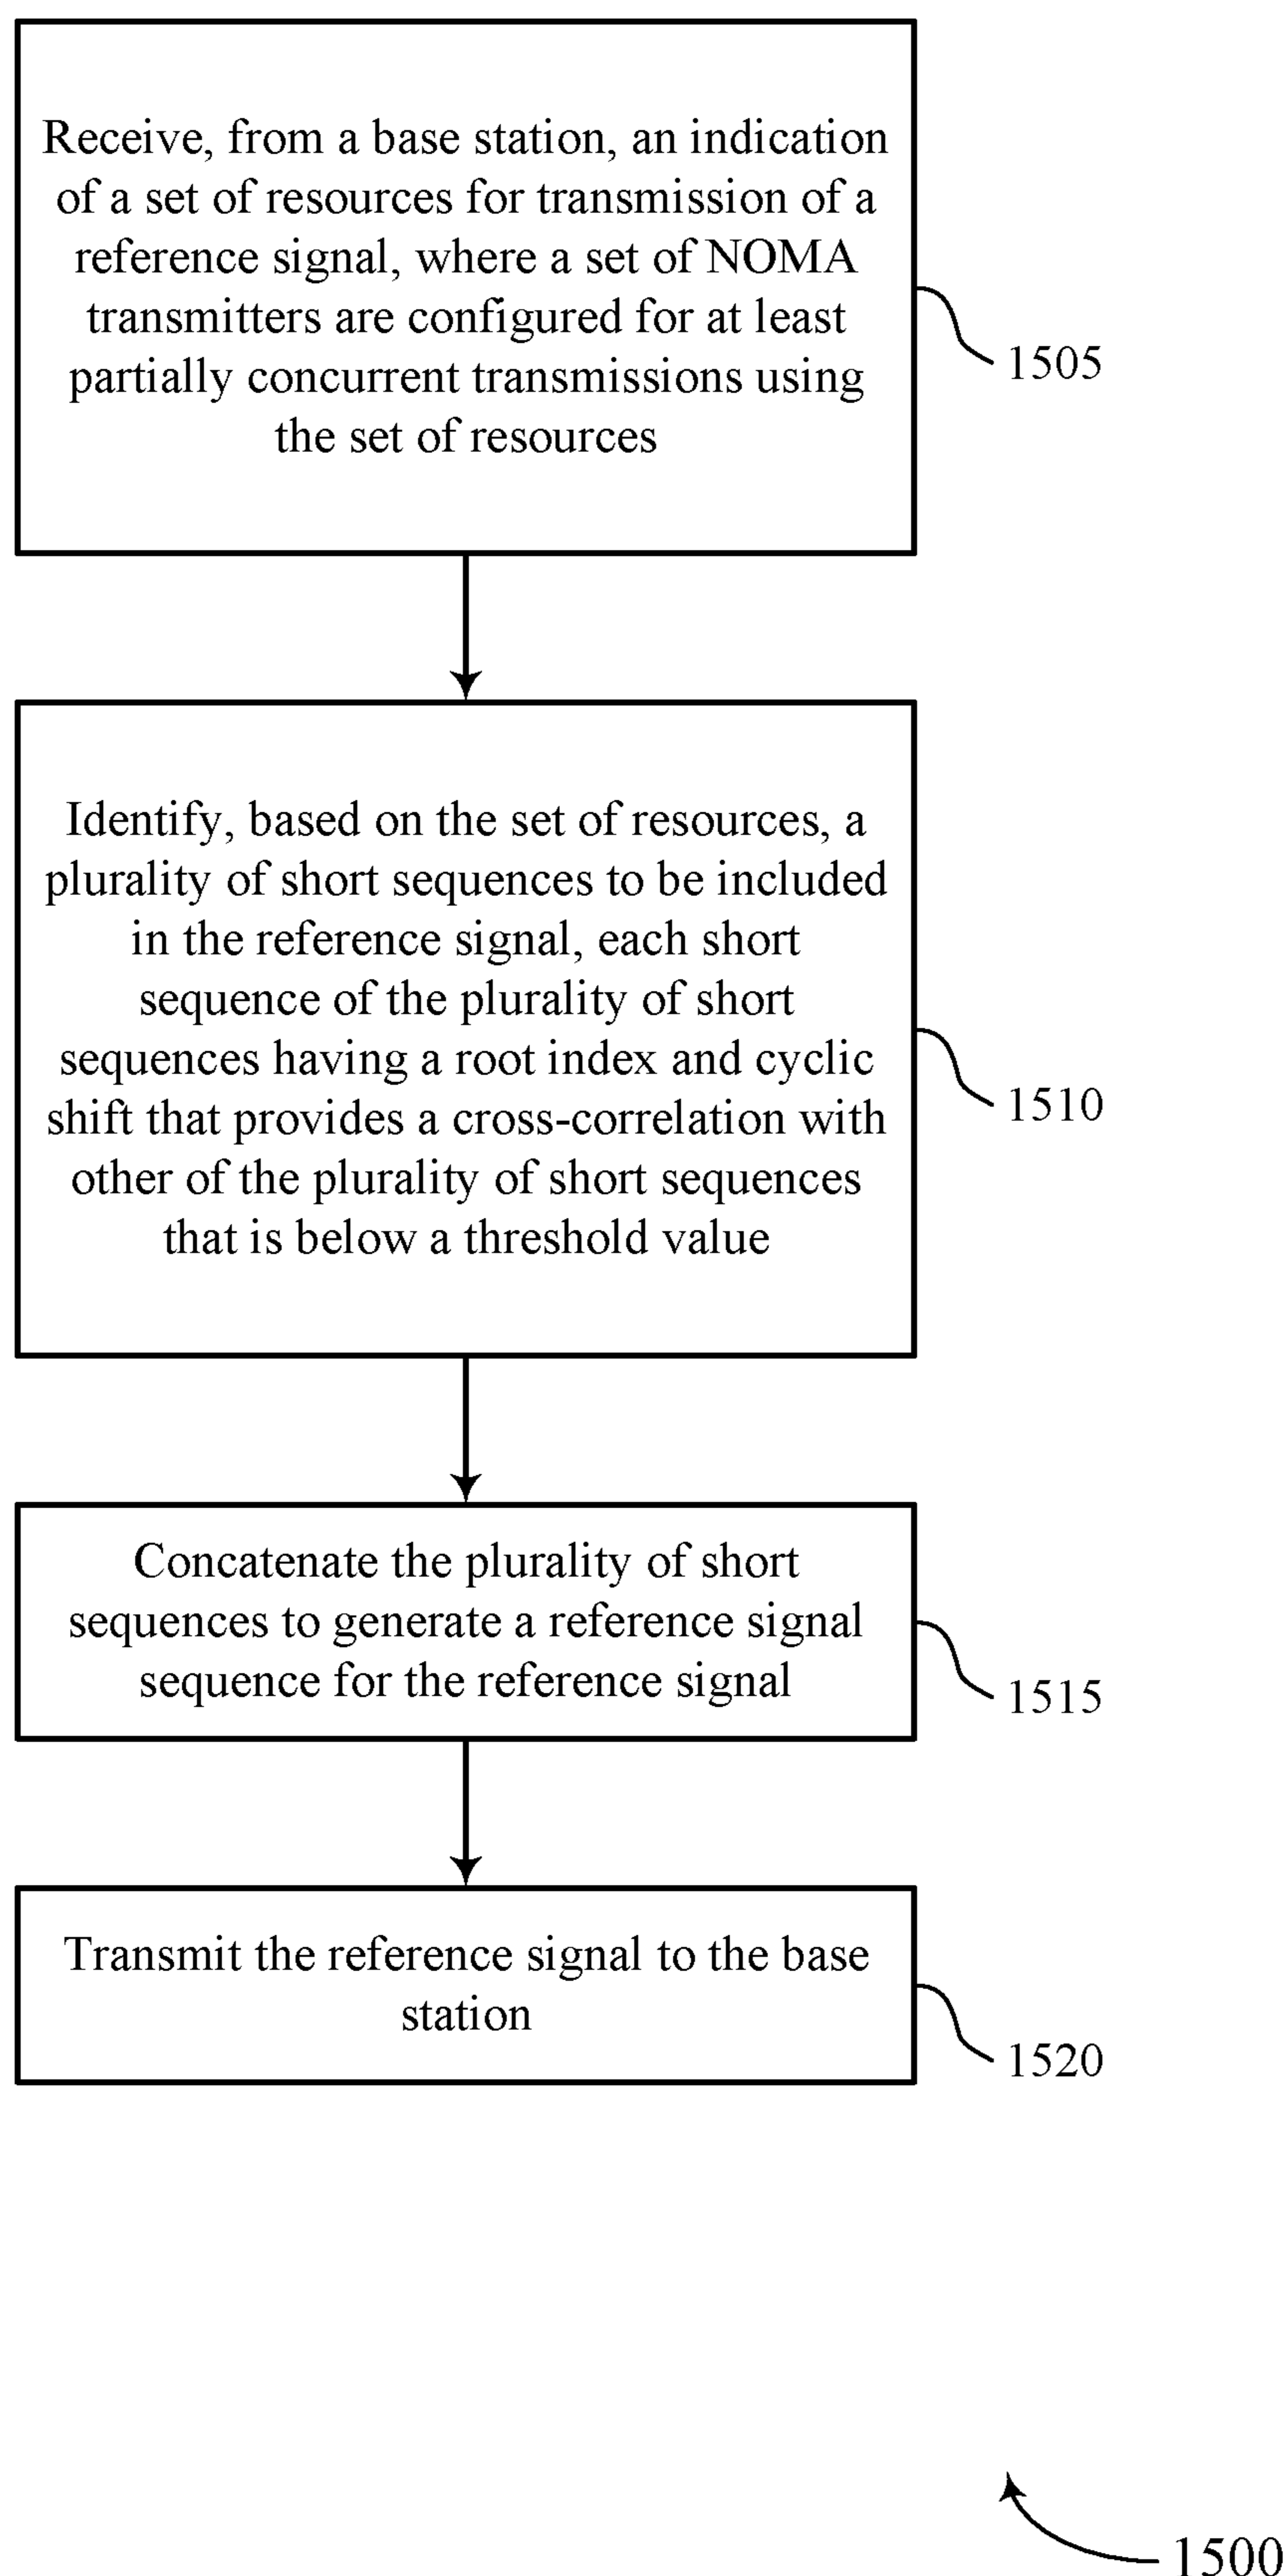 Receive, from a base station, an indication
of a set of resources for transmission of a
reference signal, where a set of NOMA
transmitters are configured for at least
partially concurrent transmissions using
the set of resources
1505
Identify, based on the set of resources, a
plurality of short sequences to be included
in the reference signal, each short
sequence of the plurality of short
sequences having a root index and cyclic
shift that provides a cross-correlation with
other of the plurality of short sequences
that is below a threshold value
1510
Concatenate the plurality of short
sequences to generate a reference signal
sequence for the reference signal
1515
Transmit the reference signal to the base
station
1520
1500